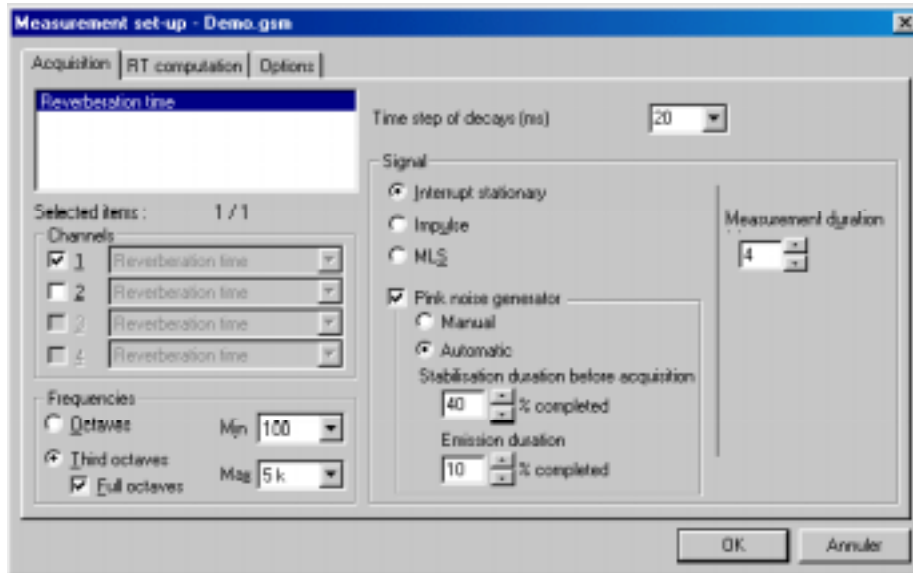 Measurement set-up - Demo.gsm
Acquisition RT computation Options
Reverberation time
Time step of decays (ms) 20
Selected items : 1 / 1
Channels
1 Reverberation time
2 Reverberation time
3 Reverberation time
4 Reverberation time
Frequencies
Octaves
Third octaves
Full octaves
Min 100
Max 5 k
Signal
Interrupt stationary
Impulse
MLS
Pink noise generator
Manual
Automatic
Stabilisation duration before acquisition
40 % completed
Emission duration
10 % completed
Measurement duration
4
OK Annuler